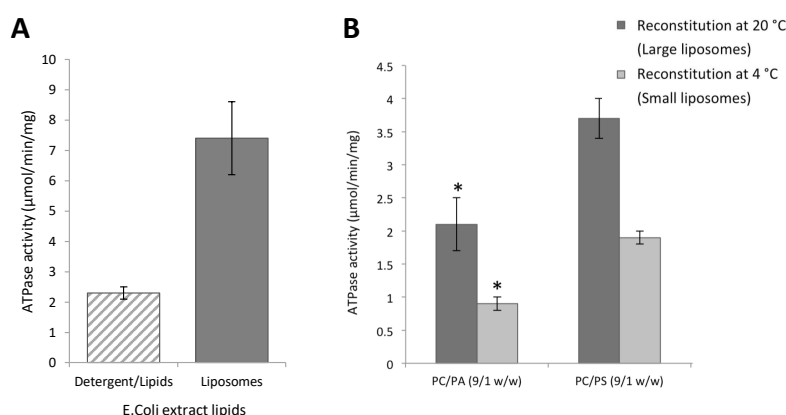 A
ATPase activity (µmol/min/mg)
10
9
8
7
6
5
4
3
2
1
0
Detergent/Lipids
Liposomes
E.Coli extract lipids
B
Reconstitution at 20 °C
(Large liposomes)
Reconstitution at 4 °C
(Small liposomes)
ATPase activity (µmol/min/mg)
4.5
4
3.5
3
2.5
2
1.5
1
0.5
0
*
*
PC/PA (9/1 w/w)
PC/PS (9/1 w/w)